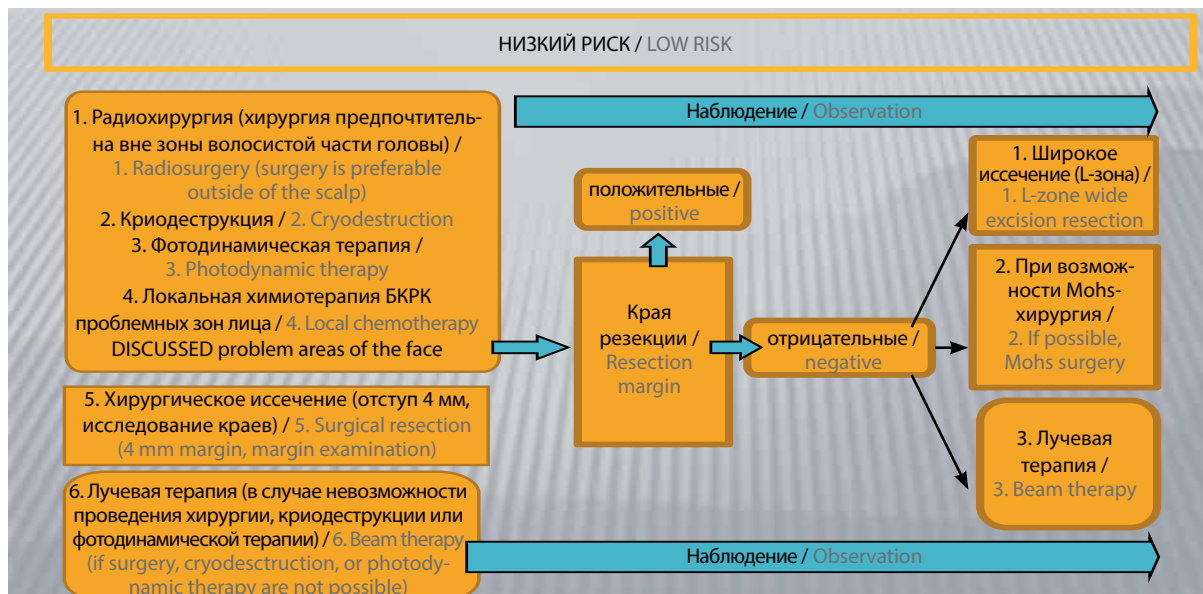 НИЗКИЙ РИСК / LOW RISK
1. Радиохирургия (хирургия предпочтитель-
на вне зоны волосистой части головы) /
1. Radiosurgery (surgery is preferable
outside of the scalp)
2. Криодеструкция / 2. Cryodestruction
3. Фотодинамическая терапия /
3. Photodynamic therapy
4. Локальная химиотерапия БКРК
проблемных зон лица / 4. Local chemotherapy
DISCUSSED problem areas of the face
5. Хирургическое иссечение (отступ 4 мм,
исследование краев) / 5. Surgical resection
(4 mm margin, margin examination)
6. Лучевая терапия (в случае невозможности
проведения хирургии, криодеструкции или
фотодинамической терапии) / 6. Beam therapy
(if surgery, cryodesctruction, or photody-
namic therapy are not possible)
Наблюдение / Observation
положительные /
positive
Края
резекции /
Resection
margin
отрицательные /
negative
1. Широкое
иссечение (L-зона) /
1. L-zone wide
excision resection
2. При возмож-
ности Mohs-
хирургия /
2. If possible,
Mohs surgery
3. Лучевая
терапия /
3. Beam therapy
Наблюдение / Observation